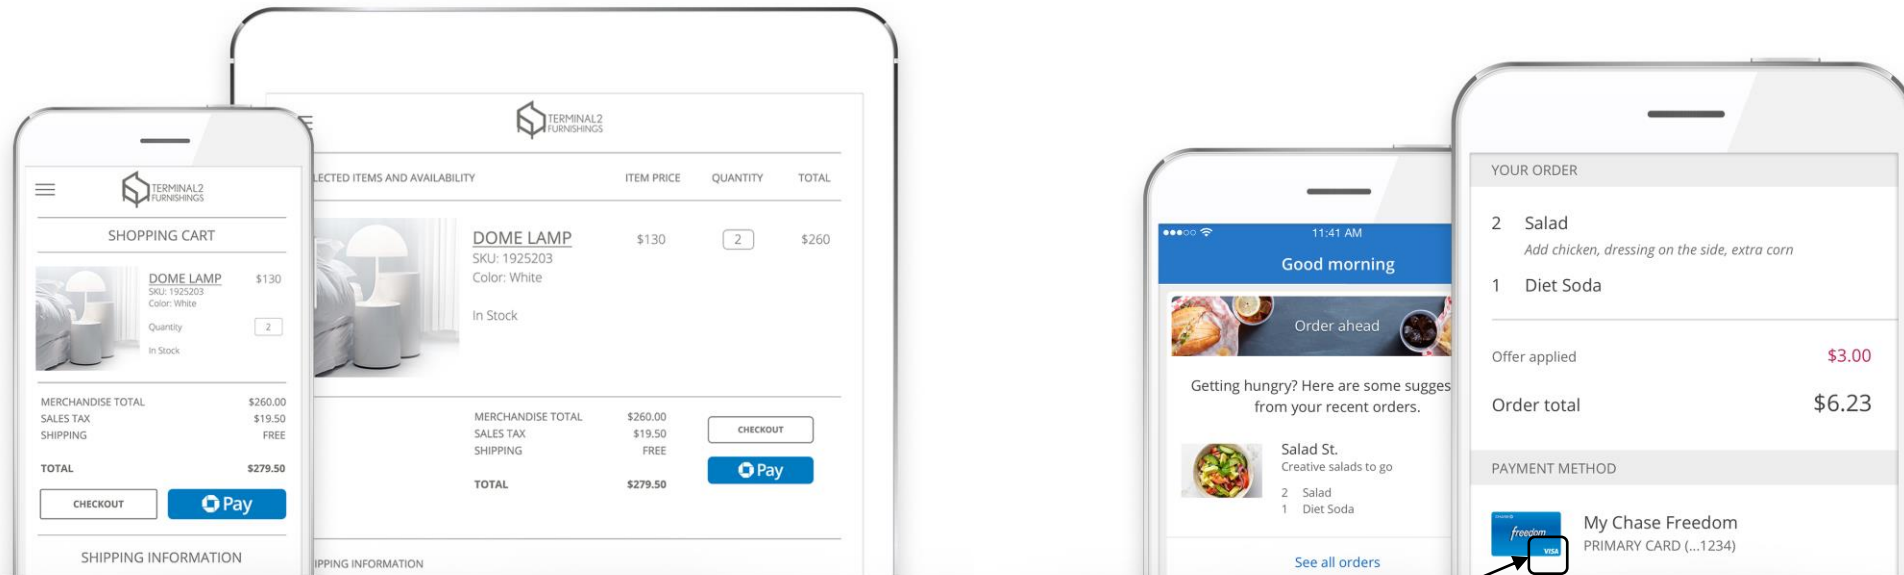 TERMINAL2
FURNISHINGS
SHOPPING CART
DOME LAMP $130
SKU: 1925203
Color: White
Quantity 2
In Stock
MERCHANDISE TOTAL $260.00
SALES TAX $19.50
SHIPPING FREE
TOTAL $279.50
CHECKOUT Pay
SHIPPING INFORMATION
TERMINAL2
FURNISHINGS
LECTED ITEMS AND AVAILABILITY ITEM PRICE QUANTITY TOTAL
DOME LAMP $130 2 $260
SKU: 1925203
Color: White
In Stock
MERCHANDISE TOTAL $260.00
SALES TAX $19.50
SHIPPING FREE
TOTAL $279.50
CHECKOUT
Pay
IPPING INFORMATION
11:41 AM
Good morning
Order ahead
Getting hungry? Here are some sugges
from your recent orders.
Salad St.
Creative salads to go
2 Salad
1 Diet Soda
See all orders
YOUR ORDER
2 Salad
Add chicken, dressing on the side, extra corn
1 Diet Soda
Offer applied $3.00
Order total $6.23
PAYMENT METHOD
CHASE
freedom
VISA
My Chase Freedom
PRIMARY CARD (...1234)